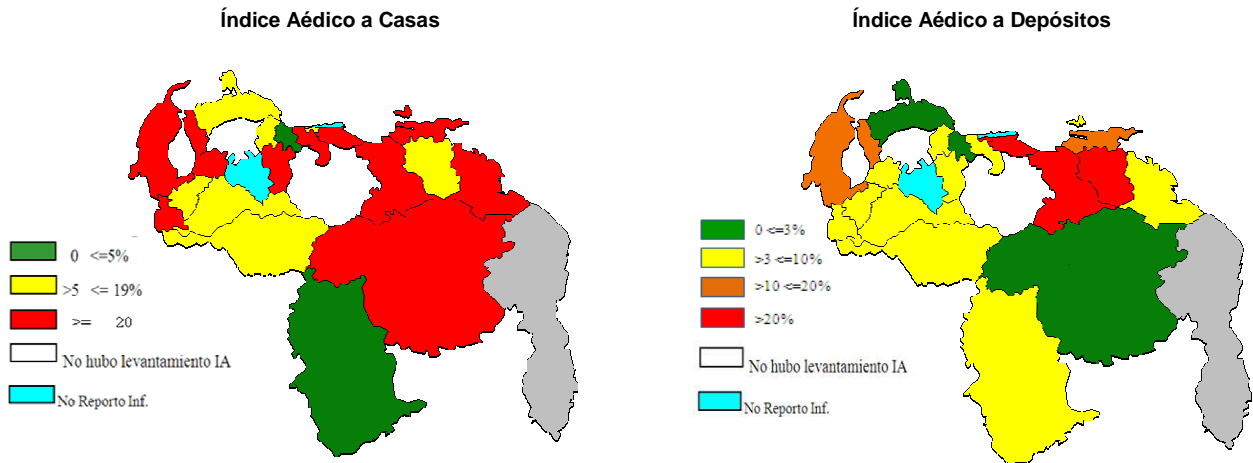 Índice Aédico a Casas
0 <=5%
>5 <= 19%
>= 20
No hubo levantamiento IA
No Reporto Inf.
Índice Aédico a Depósitos
0 <=3%
>3 <=10%
>10 <=20%
>20%
No hubo levantamiento IA
No Reporto Inf.